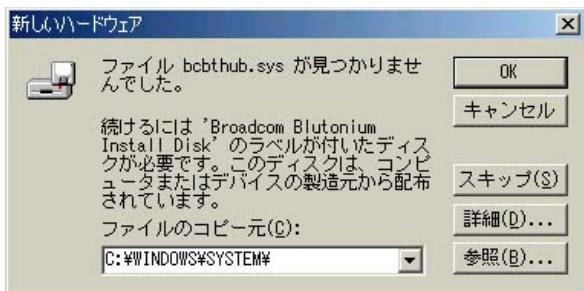 新しいハードウェア
ファイル bcbthub.sys が見つかりませ
んでした。
続けるには 'Broadcom Blutonium
Install Disk' のラベルが付いたディス
クが必要です。このディスクは、コンピ
ュータまたはデバイスの製造元から配布
されています。
ファイルのコピー元(C):
C:¥WINDOWS¥SYSTEM¥
OK
キャンセル
スキップ(S)
詳細(D)...
参照(B)...